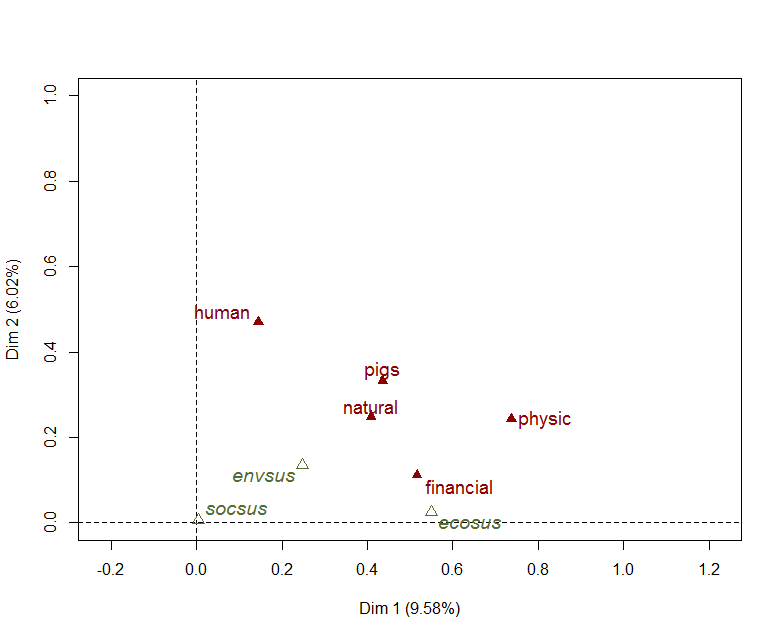 1.0
0.8
0.6
0.4
0.2
0.0
Dim 2 (6.02%)
human
pigs
natural
physic
envsus
financial
socsus
ecosus
-0.2 0.0 0.2 0.4 0.6 0.8 1.0 1.2
Dim 1 (9.58%)